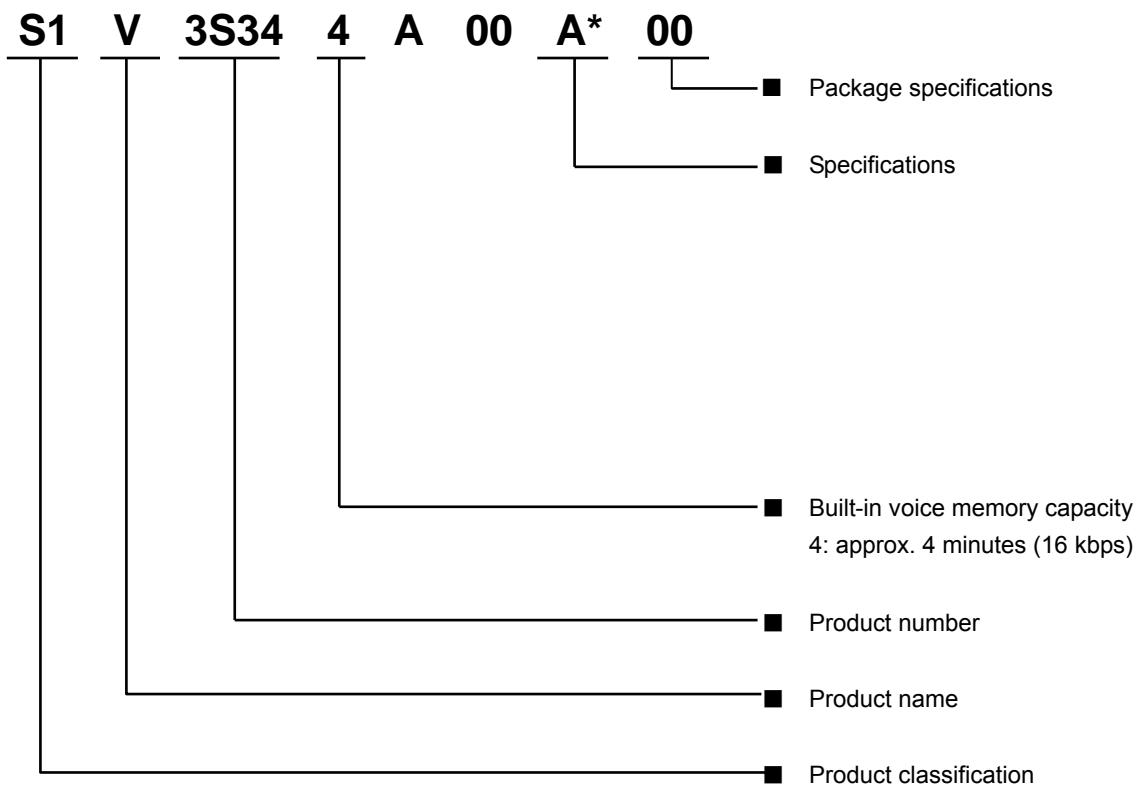 S1 V 3S34 4 A 00 A* 00
■ Package specifications
■ Specifications
■ Built-in voice memory capacity
4: approx. 4 minutes (16 kbps)
■ Product number
■ Product name
■ Product classification